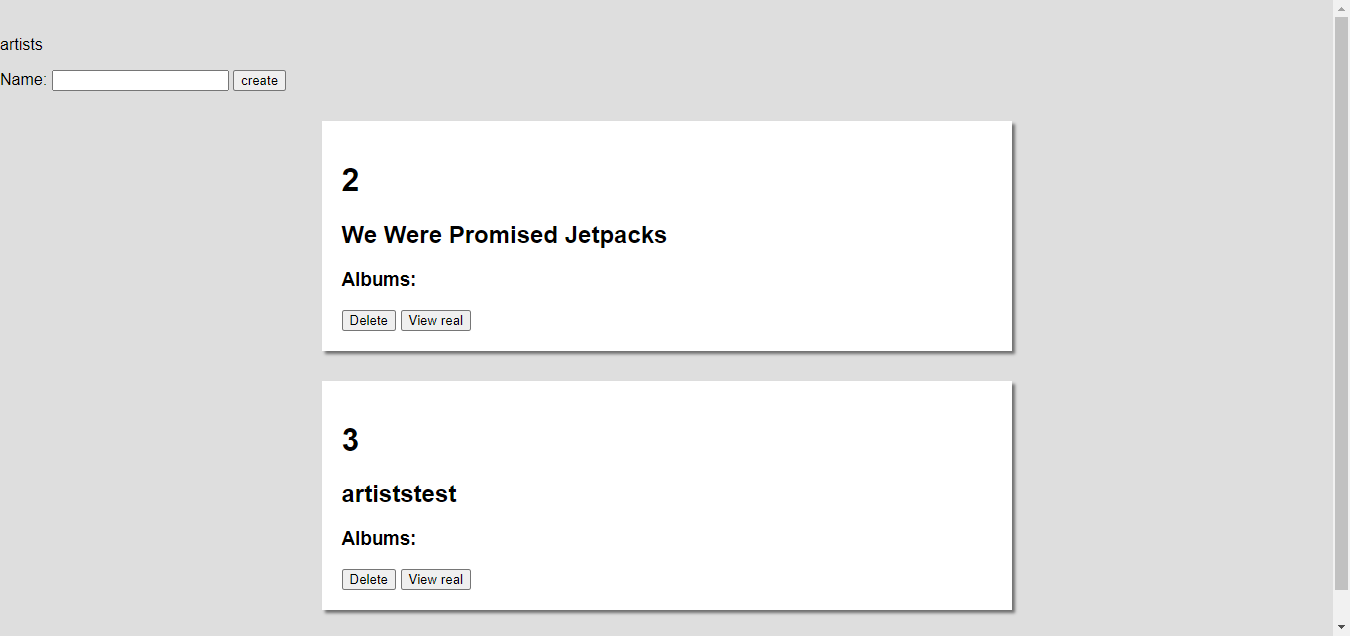 artists
Name: create
2
We Were Promised Jetpacks
Albums:
Delete View real
3
artiststest
Albums:
Delete View real